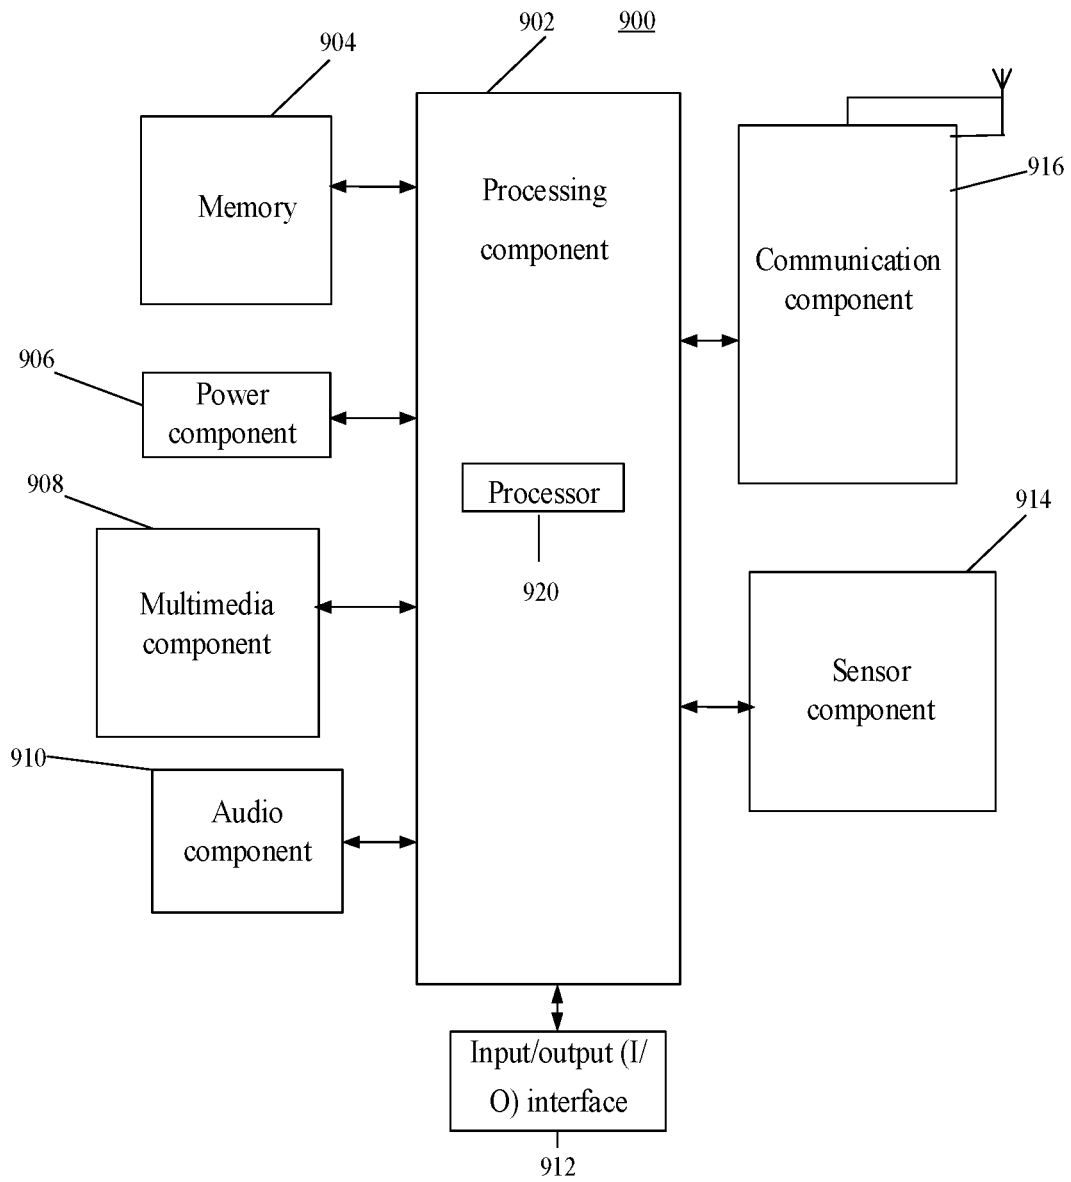 902
900
904
Memory
Processing
component
916
Communication
component
906
Power
component
908
Processor
920
914
Multimedia
component
Sensor
component
910
Audio
component
Input/output (I/
O) interface
912